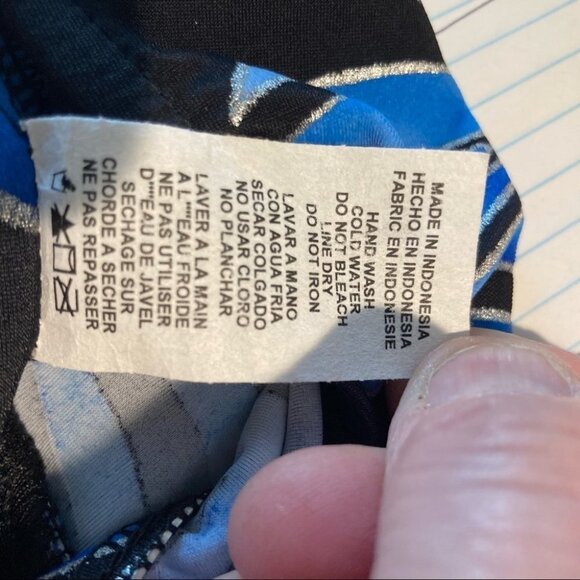 MADE IN INDONESIA
HECHO EN INDONESIA
FABRIC EN INDONESIE
HAND WASH
COLD WATER
DO NOT BLEACH
LINE DRY
DO NOT IRON
LAVAR A MANO
CON AGUA FRIA
SECAR COLGADO
NO USAR CLORO
NO PLANCHAR
LAVER A LA MAIN
A L""EAU FROIDE
NE PAS UTILISER
D""EAU DE JAVEL
SECHAGE SUR
CHORDE A SECHER
NE PAS REPASSER